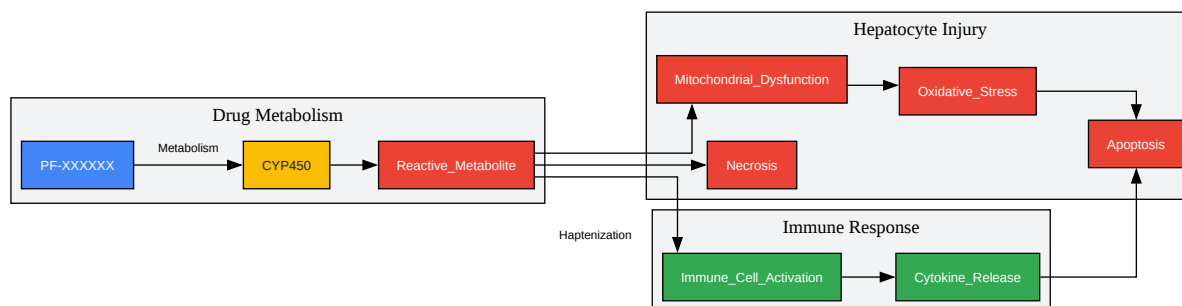 Drug Metabolism
PF-XXXXXX
Metabolism
CYP450
Reactive_Metabolite
Haptenization
Hepatocyte Injury
Mitochondrial_Dysfunction
Oxidative_Stress
Apoptosis
Necrosis
Immune Response
Immune_Cell_Activation
Cytokine_Release